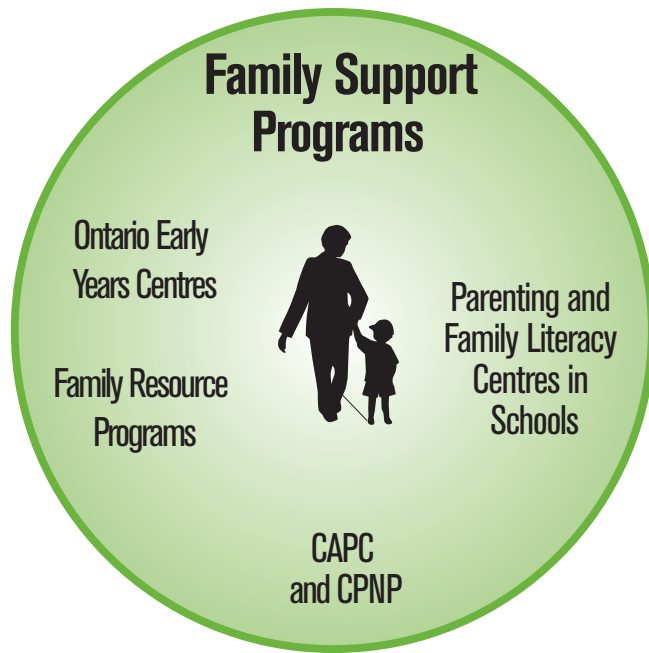 Family Support
Programs
Ontario Early
Years Centres
Family Resource
Programs
Parenting and
Family Literacy
Centres in
Schools
CAPC
and CPNP